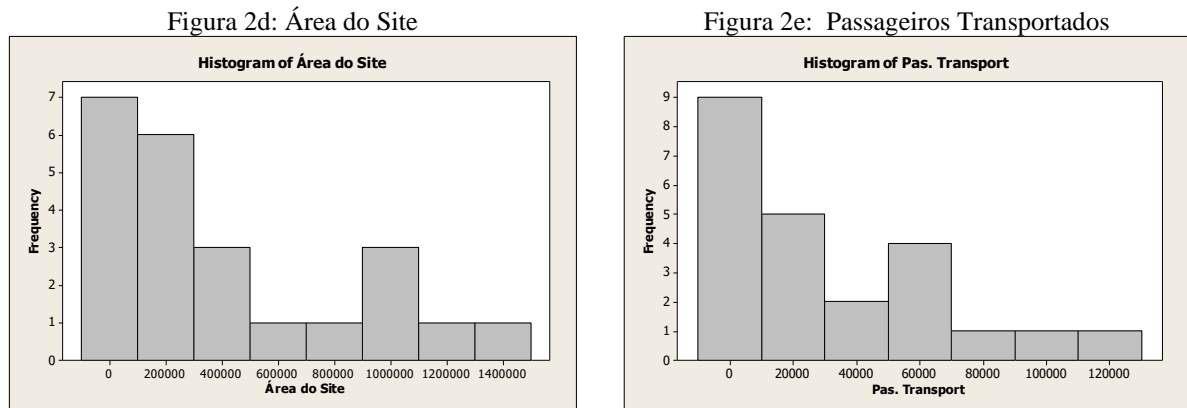 Figura 2d: Área do Site
Histogram of Área do Site
7
6
5
4
3
2
1
0
Frequency
0 200000 400000 600000 800000 1000000 1200000 1400000
Área do Site
Figura 2e: Passageiros Transportados
Histogram of Pas. Transport
9
8
7
6
5
4
3
2
1
0
Frequency
0 20000 40000 60000 80000 100000 120000
Pas. Transport